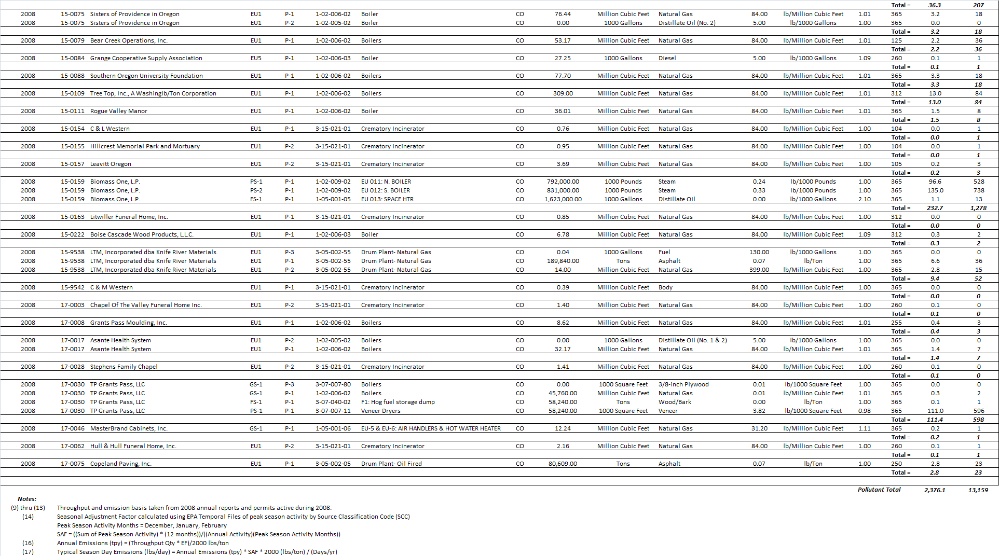 Total = 36.3 207
2008 15-0075 Sisters of Providence in Oregon EU1 P-1 1-02-006-02 Boiler CO 76.44 Million Cubic Feet Natural Gas 84.00 lb/Million Cubic Feet 1.01 365 3.2 18
2008 15-0075 Sisters of Providence in Oregon EU1 P-2 1-02-005-02 Boiler CO 0.00 1000 Gallons Distillate Oil (No. 2) 5.00 lb/1000 Gallons 1.00 365 0.0 0
Total = 3.2 18
2008 15-0079 Bear Creek Operations, Inc. EU1 P-1 1-02-006-02 Boilers CO 53.17 Million Cubic Feet Natural Gas 84.00 lb/Million Cubic Feet 1.01 125 2.2 36
Total = 2.2 36
2008 15-0084 Grange Cooperative Supply Association EU5 P-1 1-02-006-03 Boiler CO 27.25 1000 Gallons Diesel 5.00 lb/1000 Gallons 1.09 260 0.1 1
Total = 0.1 1
2008 15-0088 Southern Oregon University Foundation EU1 P-1 1-02-006-02 Boilers CO 77.70 Million Cubic Feet Natural Gas 84.00 lb/Million Cubic Feet 1.01 365 3.3 18
Total = 3.3 18
2008 15-0109 Tree Top, Inc., A Washinglb/Ton Corporation EU1 P-1 1-02-006-02 Boilers CO 309.00 Million Cubic Feet Natural Gas 84.00 lb/Million Cubic Feet 1.01 312 13.0 84
Total = 13.0 84
2008 15-0111 Rogue Valley Manor EU1 P-1 1-02-006-02 Boiler CO 36.01 Million Cubic Feet Natural Gas 84.00 lb/Million Cubic Feet 1.01 365 1.5 8
Total = 1.5 8
2008 15-0154 C & L Western EU1 P-1 3-15-021-01 Crematory Incinerator CO 0.76 Million Cubic Feet Natural Gas 84.00 lb/Million Cubic Feet 1.00 104 0.0 1
Total = 0.0 1
2008 15-0155 Hillcrest Memorial Park and Mortuary EU1 P-2 3-15-021-01 Crematory Incinerator CO 0.95 Million Cubic Feet Natural Gas 84.00 lb/Million Cubic Feet 1.00 104 0.0 1
Total = 0.0 1
2008 15-0157 Leavitt Oregon EU1 P-2 3-15-021-01 Crematory Incinerator CO 3.69 Million Cubic Feet Natural Gas 84.00 lb/Million Cubic Feet 1.00 105 0.2 3
Total = 0.2 3
2008 15-0159 Biomass One, L.P. PS-1 P-1 1-02-009-02 EU 011: N. BOILER CO 792,000.00 1000 Pounds Steam 0.24 lb/1000 Pounds 1.00 365 96.6 528
2008 15-0159 Biomass One, L.P. PS-2 P-1 1-02-009-02 EU 012: S. BOILER CO 831,000.00 1000 Pounds Steam 0.33 lb/1000 Pounds 1.00 365 135.0 738
2008 15-0159 Biomass One, L.P. FS-1 P-1 1-05-001-05 EU 013: SPACE HTR CO 1,623,000.00 1000 Gallons Distillate Oil 0.00 lb/1000 Gallons 2.10 365 1.1 13
Total = 232.7 1,278
2008 15-0163 Litwiller Funeral Home, Inc. EU1 P-1 3-15-021-01 Crematory Incinerator CO 0.85 Million Cubic Feet Natural Gas 84.00 lb/Million Cubic Feet 1.00 312 0.0 0
Total = 0.0 0
2008 15-0222 Boise Cascade Wood Products, L.L.C. EU1 P-1 1-02-006-03 Boiler CO 6.78 Million Cubic Feet Natural Gas 84.00 lb/Million Cubic Feet 1.09 312 0.3 2
Total = 0.3 2
2008 15-9538 LTM, Incorporated dba Knife River Materials EU1 P-3 3-05-002-55 Drum Plant- Natural Gas CO 0.04 1000 Gallons Fuel 130.00 lb/1000 Gallons 1.00 365 0.0 0
2008 15-9538 LTM, Incorporated dba Knife River Materials EU1 P-1 3-05-002-55 Drum Plant- Natural Gas CO 189,840.00 Tons Asphalt 0.07 lb/Ton 1.00 365 6.6 36
2008 15-9538 LTM, Incorporated dba Knife River Materials EU1 P-2 3-05-002-55 Drum Plant- Natural Gas CO 14.00 Million Cubic Feet Natural Gas 399.00 lb/Million Cubic Feet 1.00 365 2.8 15
Total = 9.4 52
2008 15-9542 C & M Western EU1 P-1 3-15-021-01 Crematory Incinerator CO 0.39 Million Cubic Feet Body 84.00 lb/Million Cubic Feet 1.00 365 0.0 0
Total = 0.0 0
2008 17-0003 Chapel Of The Valley Funeral Home Inc. EU1 P-2 3-15-021-01 Crematory Incinerator CO 1.40 Million Cubic Feet Natural Gas 84.00 lb/Million Cubic Feet 1.00 260 0.1 0
Total = 0.1 0
2008 17-0008 Grants Pass Moulding, Inc. EU1 P-1 1-02-006-02 Boilers CO 8.62 Million Cubic Feet Natural Gas 84.00 lb/Million Cubic Feet 1.01 255 0.4 3
Total = 0.4 3
2008 17-0017 Asante Health System EU1 P-2 1-02-005-02 Boilers CO 0.00 1000 Gallons Distillate Oil (No. 1 & 2) 5.00 lb/1000 Gallons 1.00 365 0.0 0
2008 17-0017 Asante Health System EU1 P-1 1-02-006-02 Boilers CO 32.17 Million Cubic Feet Natural Gas 84.00 lb/Million Cubic Feet 1.01 365 1.4 7
Total = 1.4 7
2008 17-0028 Stephens Family Chapel EU1 P-2 3-15-021-01 Crematory Incinerator CO 1.41 Million Cubic Feet Natural Gas 84.00 lb/Million Cubic Feet 1.00 260 0.1 0
Total = 0.1 0
2008 17-0030 TP Grants Pass, LLC GS-1 P-3 3-07-007-80 Boilers CO 0.00 1000 Square Feet 3/8-inch Plywood 0.01 lb/1000 Square Feet 1.00 365 0.0 0
2008 17-0030 TP Grants Pass, LLC GS-1 P-1 1-02-006-02 Boilers CO 45,760.00 Million Cubic Feet Natural Gas 0.01 lb/Million Cubic Feet 1.01 365 0.3 2
2008 17-0030 TP Grants Pass, LLC FS-1 P-1 3-07-040-02 F1: Hog fuel storage dump CO 58,240.00 Tons Wood/Bark 0.00 lb/Ton 1.00 365 0.1 1
2008 17-0030 TP Grants Pass, LLC PS-1 P-1 3-07-007-11 Veneer Dryers CO 58,240.00 1000 Square Feet Veneer 3.82 lb/1000 Square Feet 0.98 365 111.0 596
Total = 111.4 598
2008 17-0046 MasterBrand Cabinets, Inc. GS-1 P-1 1-05-001-06 EU-5 & EU-6: AIR HANDLERS & HOT WATER HEATER CO 12.24 Million Cubic Feet Natural Gas 31.20 lb/Million Cubic Feet 1.11 365 0.2 1
Total = 0.2 1
2008 17-0062 Hull & Hull Funeral Home, Inc. EU1 P-2 3-15-021-01 Crematory Incinerator CO 2.16 Million Cubic Feet Natural Gas 84.00 lb/Million Cubic Feet 1.00 260 0.1 1
Total = 0.1 1
2008 17-0075 Copeland Paving, Inc. EU1 P-1 3-05-002-05 Drum Plant- Oil Fired CO 80,609.00 Tons Asphalt 0.07 lb/Ton 1.00 250 2.8 23
Total = 2.8 23
Pollutant Total 2,376.1 13,159
Notes:
(9) thru (13) Throughput and emission basis taken from 2008 annual reports and permits active during 2008.
(14) Seasonal Adjustment Factor calculated using EPA Temporal Files of peak season activity by Source Classification Code (SCC)
Peak Season Activity Months = December, January, February
SAF = ((Sum of Peak Season Activity) * (12 months))/((Annual Activity)(Peak Season Activity Months))
(16) Annual Emissions (tpy) = (Throughput Qty * EF)/2000 lbs/ton
(17) Typical Season Day Emissions (lbs/day) = Annual Emissions (tpy) * SAF * 2000 (lbs/ton) / (Days/yr)